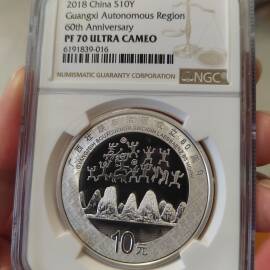 2018 China S10Y
Guangxi Autonomous Region
60th Anniversary
PF 70 ULTRA CAMEO
6191839-016
NUMISMATIC GUARANTY CORPORATION
NGC
10元